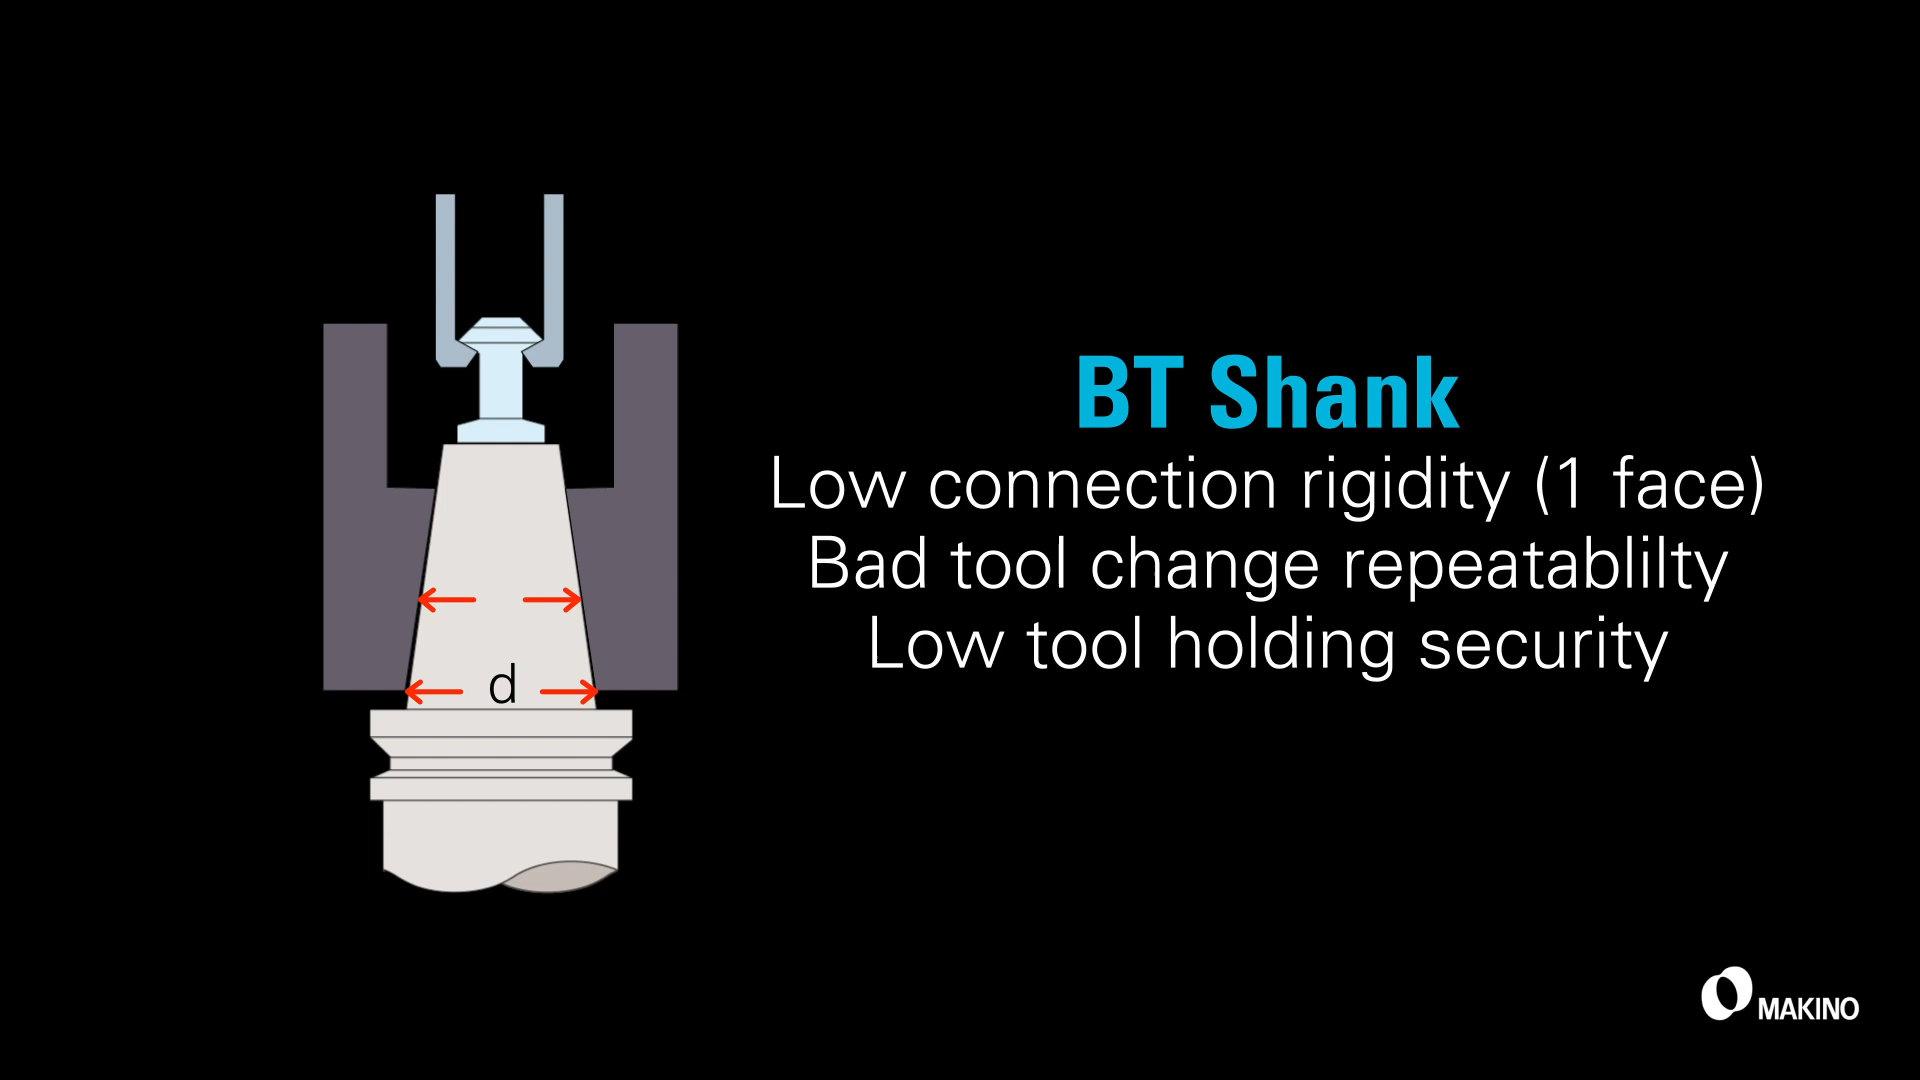 BT Shank
Low connection rigidity (1 face)
Bad tool change repeatablilty
Low tool holding security
d
MAKINO